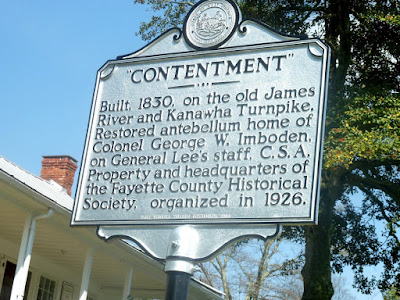 "CONTENTMENT"
Built, 1830, on the old James
River and Kanawha Turnpike.
Restored antebellum home of
Colonel George W. Imboden,
on General Lee's staff, C.S.A.
Property and headquarters of
the Fayette County Historical
Society, organized in 1926.